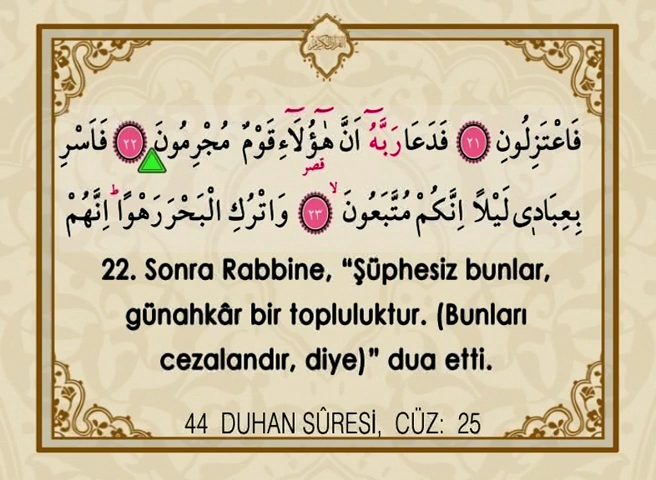 فَاعْتَزِلُونِ ﴿٢١﴾ فَدَعَا رَبَّهُٓ اَنَّ هٰٓؤُلَٓاءِ قَوْمٌ مُجْرِمُونَ ﴿٢٢﴾ فَاَسْرِ
قصر
بِعِبَادٖى لَيْلًا اِنَّكُمْ مُتَّبَعُونَ ۙ ﴿٢٣﴾ وَاتْرُكِ الْبَحْرَ رَهْوًا ۜ اِنَّهُمْ
22. Sonra Rabbine, “Şüphesiz bunlar,
günahkâr bir topluluktur. (Bunları
cezalandır, diye)” dua etti.
44 DUHAN SÛRESİ, CÜZ: 25